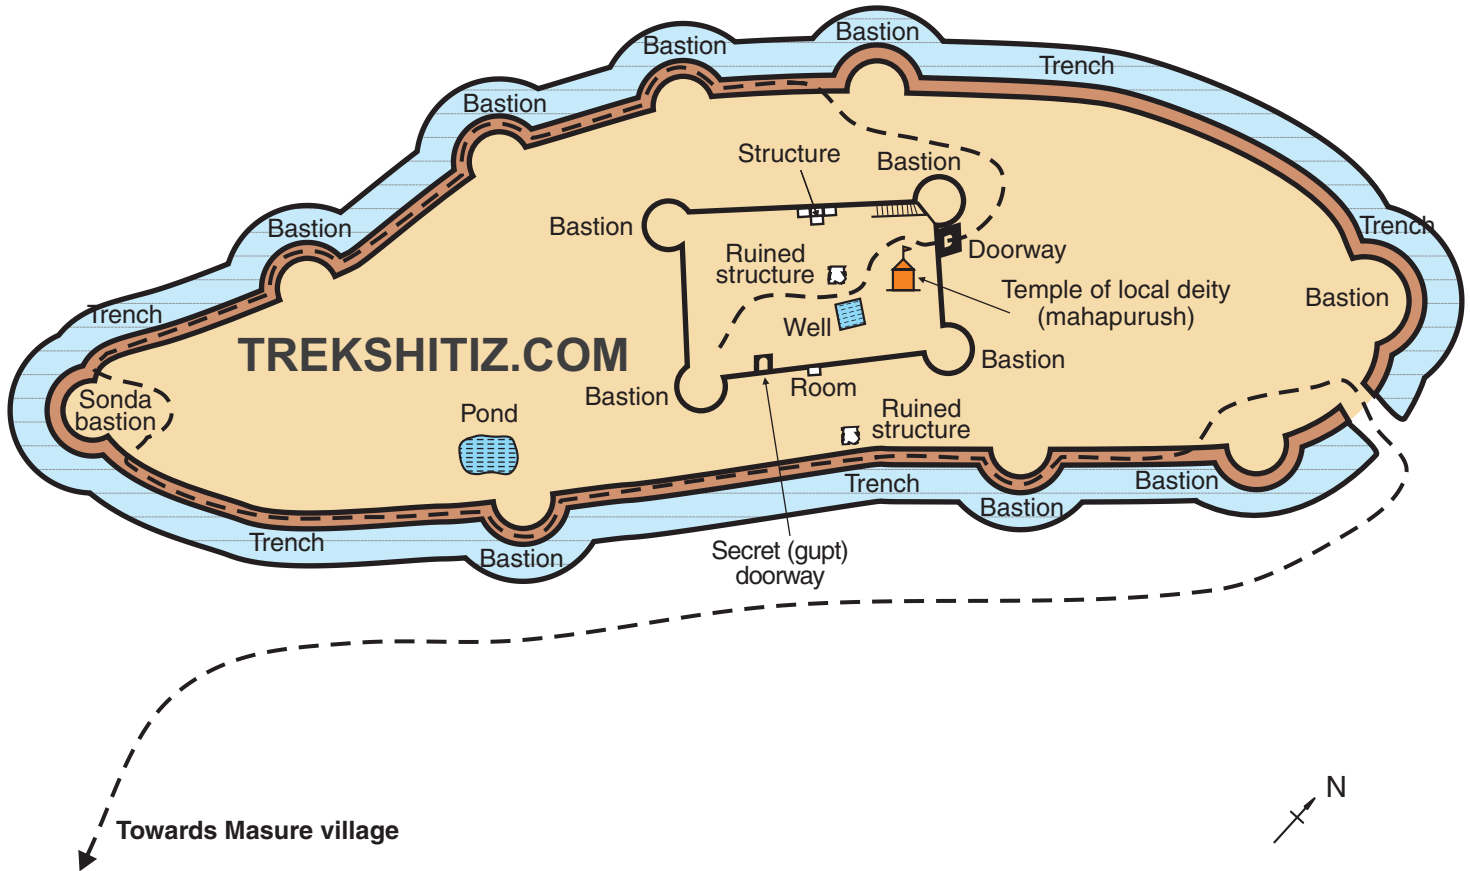 Bastion
Bastion
Trench
Bastion
Structure
Bastion
Bastion
Bastion
Trench
Ruined
structure
Doorway
Temple of local deity
(mahapurush)
Bastion
Trench
Well
TREKSHITIZ.COM
Bastion
Room
Bastion
Sonda
bastion
Pond
Ruined
structure
Trench
Bastion
Bastion
Trench
Bastion
Secret (gupt)
doorway
N
Towards Masure village